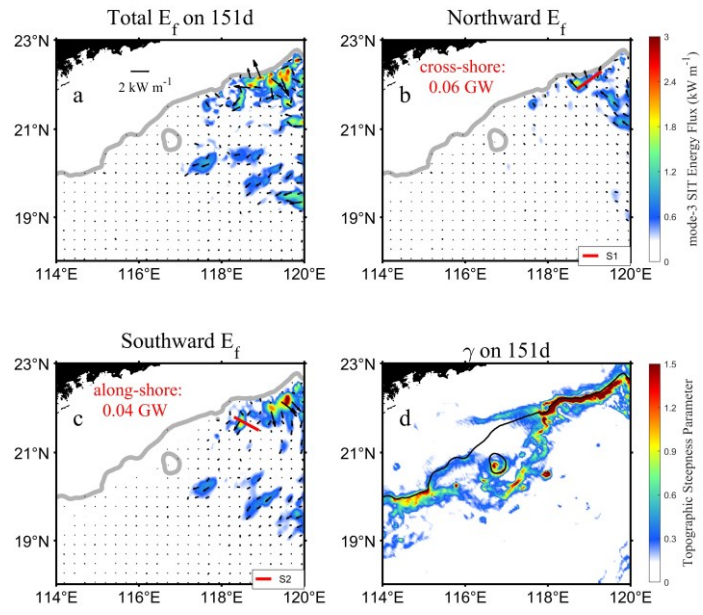 Total E_f on 151d
Northward E_f
23°N
21°N
19°N
114°E
116°E
118°E
120°E
a
2 kW m⁻¹
23°N
21°N
19°N
114°E
116°E
118°E
120°E
b
cross-shore:
0.06 GW
S1
3
2.4
1.8
1.2
0.6
0
mode-3 SIT Energy Flux (kW m⁻¹)
Southward E_f
γ on 151d
23°N
21°N
19°N
114°E
116°E
118°E
120°E
c
along-shore:
0.04 GW
S2
23°N
21°N
19°N
114°E
116°E
118°E
120°E
d
1.5
1.2
0.9
0.6
0.3
0
Topographic Steepness Parameter